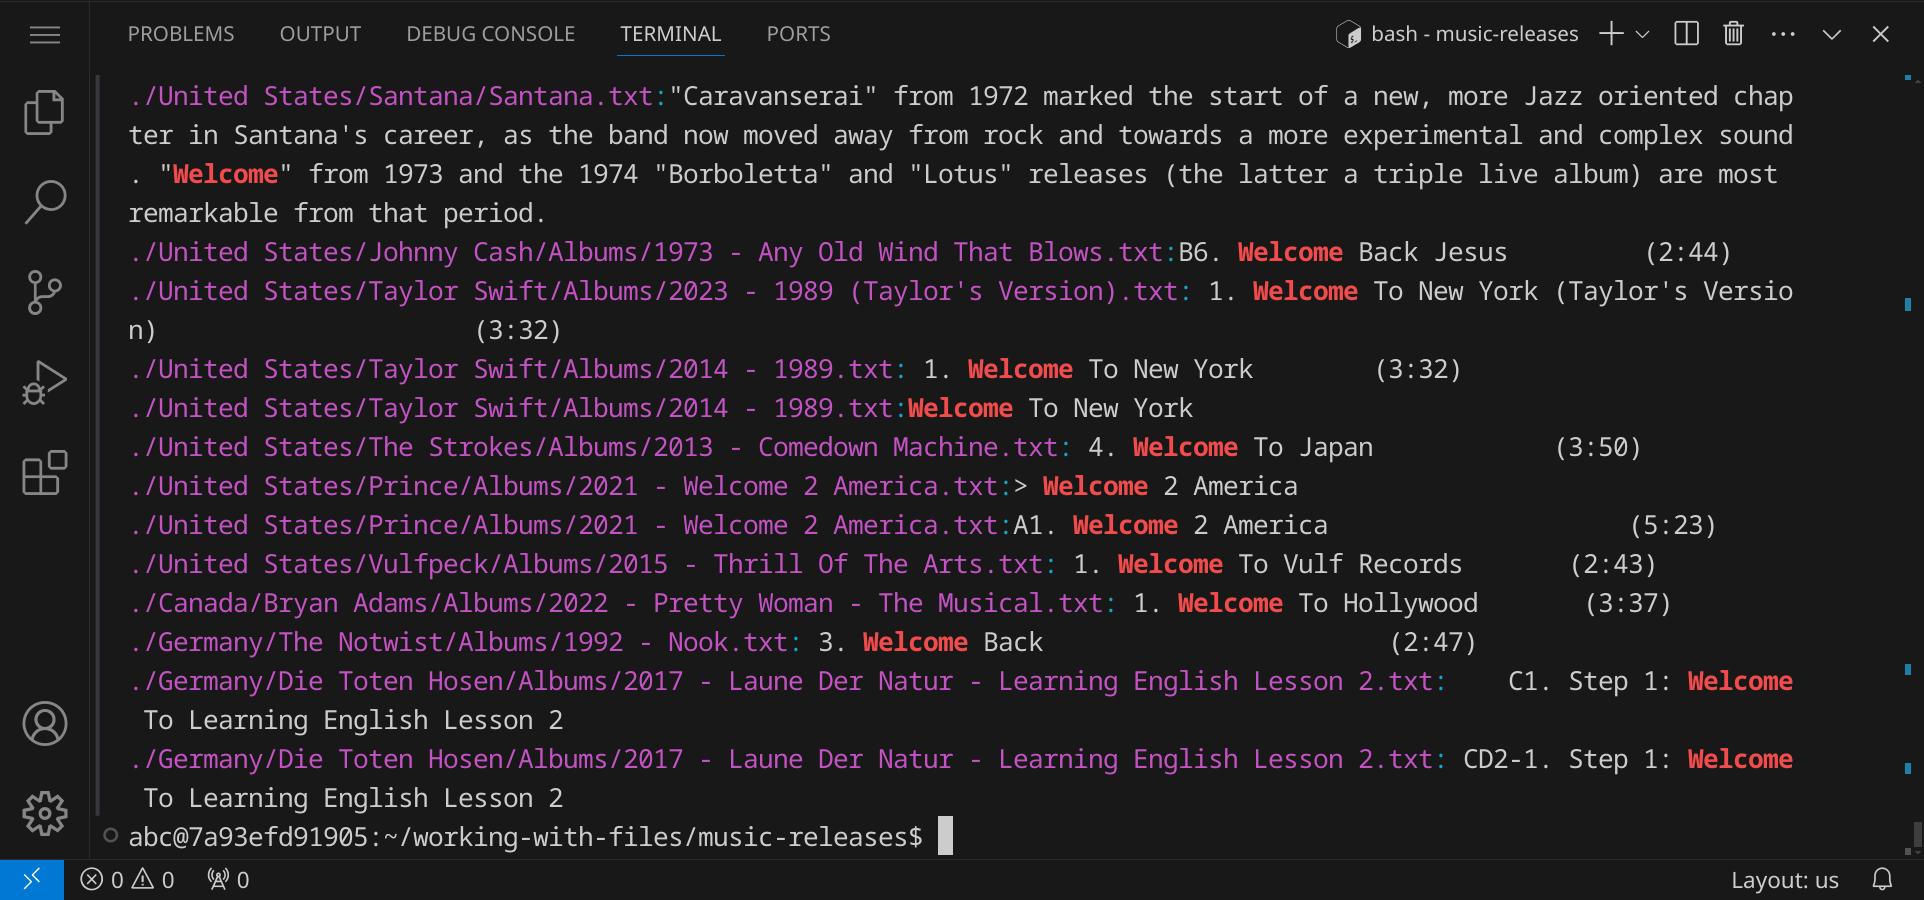 PROBLEMS OUTPUT DEBUG CONSOLE TERMINAL PORTS bash - music-releases
./United States/Santana/Santana.txt:"Caravanserai" from 1972 marked the start of a new, more Jazz oriented chap
ter in Santana's career, as the band now moved away from rock and towards a more experimental and complex sound
. "Welcome" from 1973 and the 1974 "Borboletta" and "Lotus" releases (the latter a triple live album) are most
remarkable from that period.
./United States/Johnny Cash/Albums/1973 - Any Old Wind That Blows.txt:B6. Welcome Back Jesus (2:44)
./United States/Taylor Swift/Albums/2023 - 1989 (Taylor's Version).txt: 1. Welcome To New York (Taylor's Versio
n) (3:32)
./United States/Taylor Swift/Albums/2014 - 1989.txt: 1. Welcome To New York (3:32)
./United States/Taylor Swift/Albums/2014 - 1989.txt:Welcome To New York
./United States/The Strokes/Albums/2013 - Comedown Machine.txt: 4. Welcome To Japan (3:50)
./United States/Prince/Albums/2021 - Welcome 2 America.txt:> Welcome 2 America
./United States/Prince/Albums/2021 - Welcome 2 America.txt:A1. Welcome 2 America (5:23)
./United States/Vulfpeck/Albums/2015 - Thrill Of The Arts.txt: 1. Welcome To Vulf Records (2:43)
./Canada/Bryan Adams/Albums/2022 - Pretty Woman - The Musical.txt: 1. Welcome To Hollywood (3:37)
./Germany/The Notwist/Albums/1992 - Nook.txt: 3. Welcome Back (2:47)
./Germany/Die Toten Hosen/Albums/2017 - Laune Der Natur - Learning English Lesson 2.txt: C1. Step 1: Welcome
To Learning English Lesson 2
./Germany/Die Toten Hosen/Albums/2017 - Laune Der Natur - Learning English Lesson 2.txt: CD2-1. Step 1: Welcome
To Learning English Lesson 2
abc@7a93efd91905:~/working-with-files/music-releases$
0 0 0 Layout: us